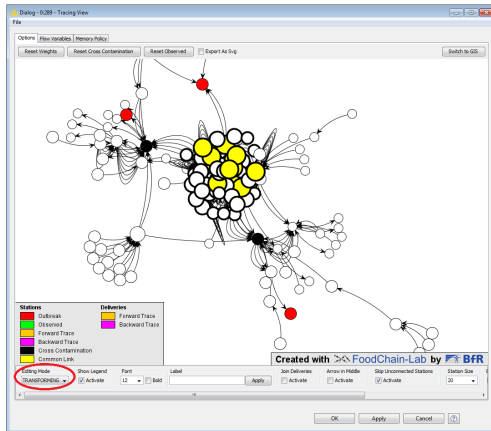 Dialog - 0:289 - Tracing View
File
Options Flow Variables Memory Policy
Reset Weights Reset Cross Contamination Reset Observed Export As Svg Switch to GIS
Stations Deliveries
Outbreak Forward Trace
Observed Backward Trace
Forward Trace
Backward Trace
Cross Contamination
Common Link
Created with FoodChain-Lab by BfR
Editing Mode Show Legend Font Label Join Deliveries Arrow in Middle Skip Unconnected Stations Station Size
TRANSFORMING Activate 12 Bold Apply Activate Activate Activate 20
OK Apply Cancel ?